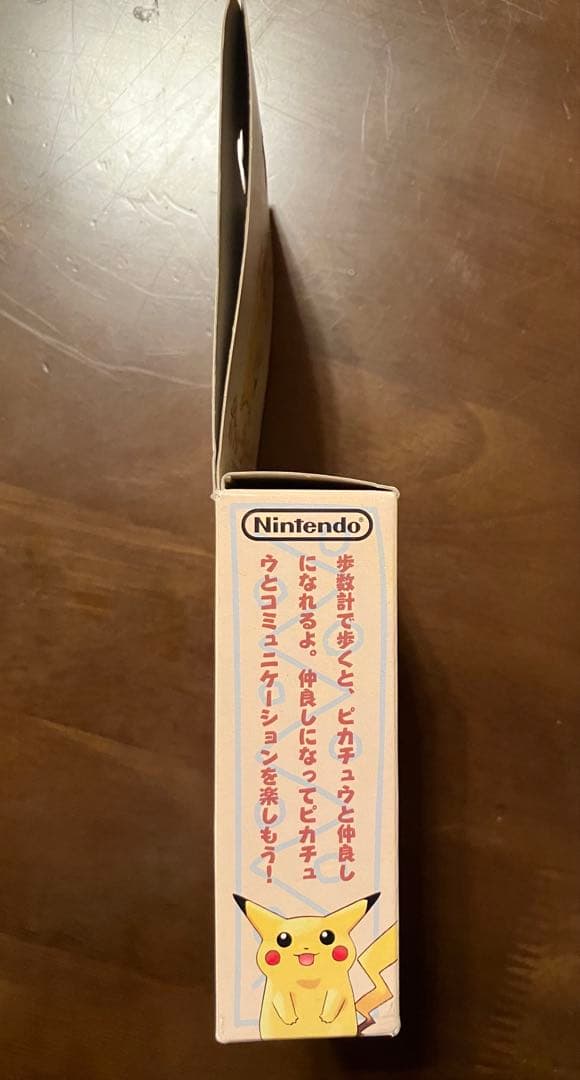 Nintendo®
歩数計で歩くと、ピカチュウと仲良し
になれるよ。仲良しになってピカチュ
ウとコミュニケーションを楽しもう!